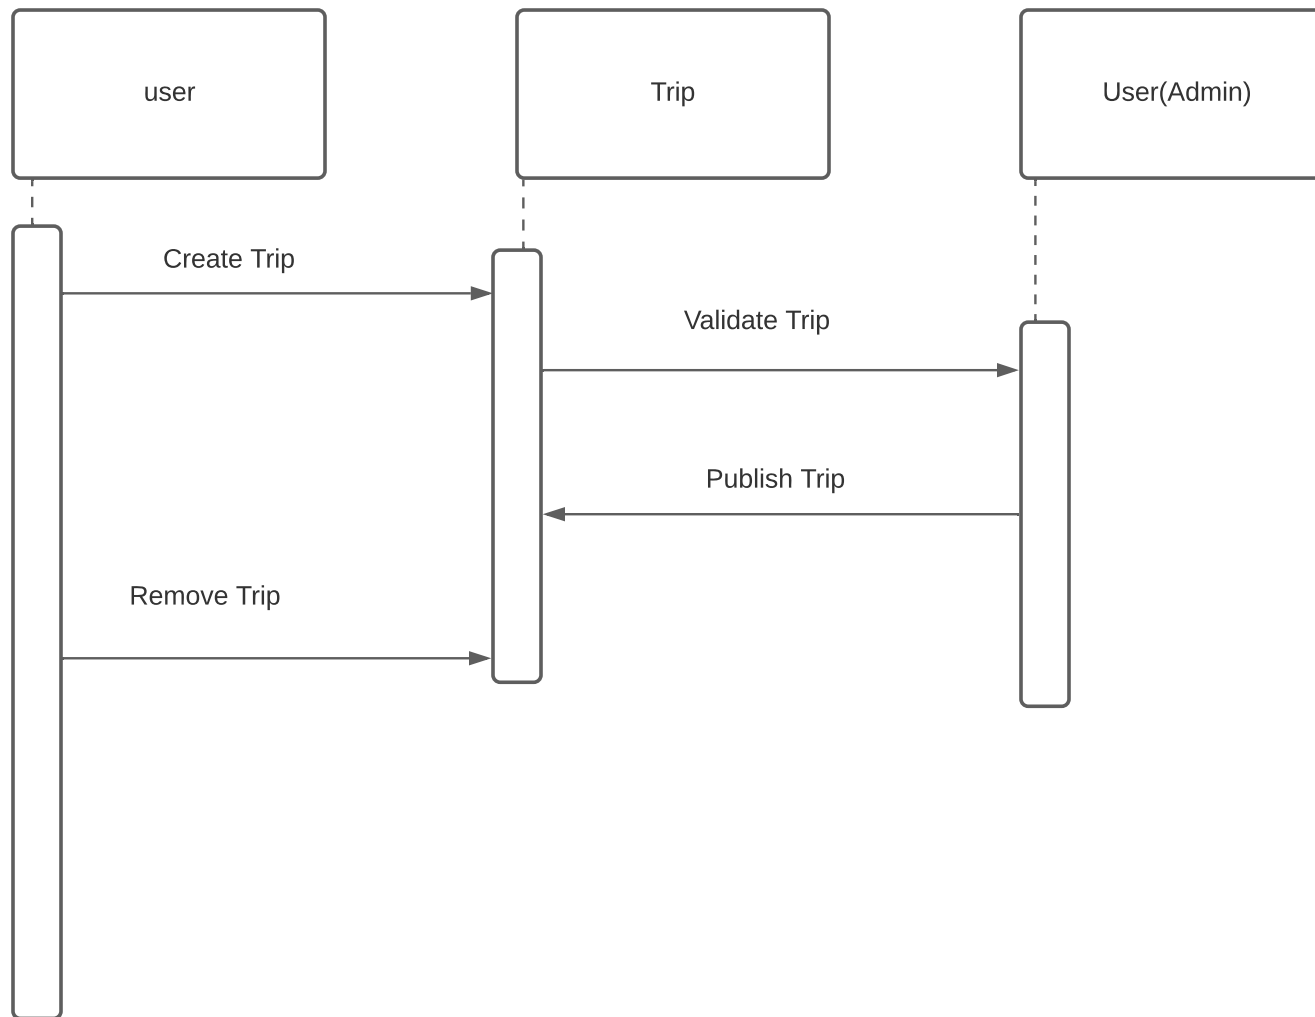 user
Trip
User(Admin)
Create Trip
Validate Trip
Publish Trip
Remove Trip